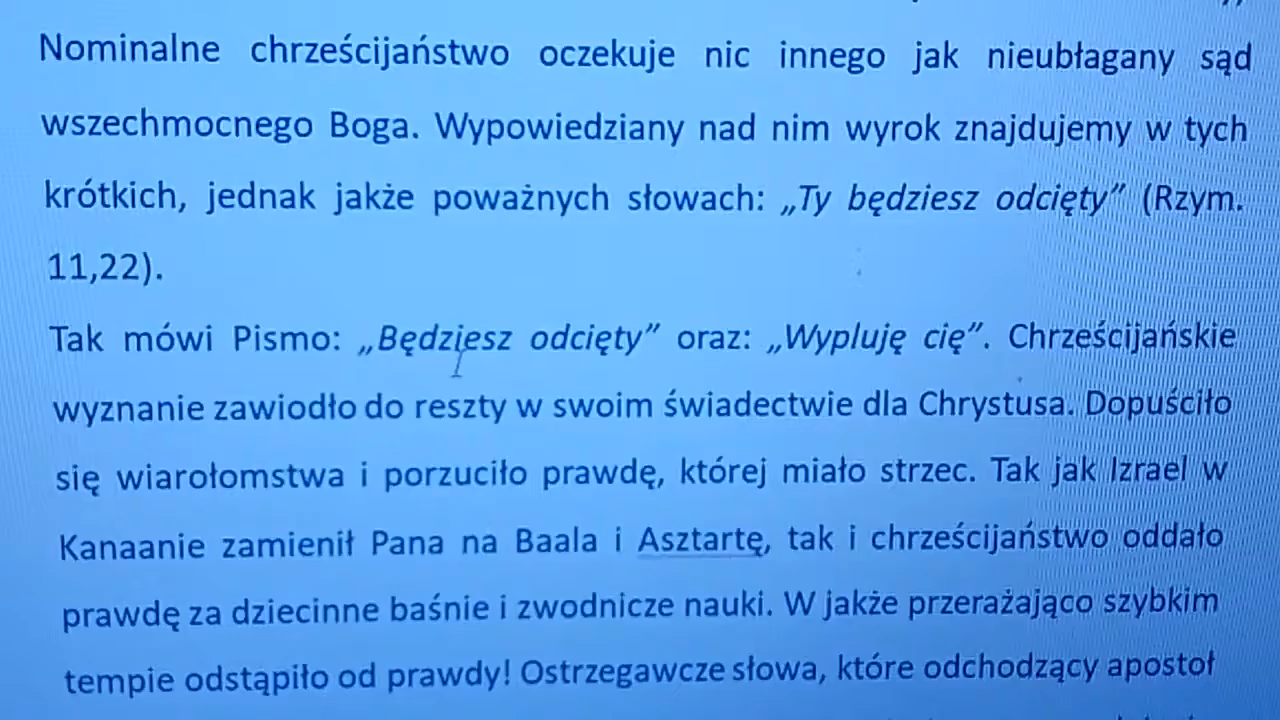 Nominalne chrześcijaństwo oczekuje nic innego jak nieubłagany sąd
wszechmocnego Boga. Wypowiedziany nad nim wyrok znajdujemy w tych
krótkich, jednak jakże poważnych słowach: „Ty będziesz odcięty” (Rzym.
11,22).
Tak mówi Pismo: „Będziesz odcięty” oraz: „Wypluję cię”. Chrześcijańskie
wyznanie zawiodło do reszty w swoim świadectwie dla Chrystusa. Dopuściło
się wiarołomstwa i porzuciło prawdę, której miało strzec. Tak jak Izrael w
Kanaanie zamienił Pana na Baala i Asztartę, tak i chrześcijaństwo oddało
prawdę za dziecinne baśnie i zwodnicze nauki. W jakże przerażająco szybkim
tempie odstąpiło od prawdy! Ostrzegawcze słowa, które odchodzący apostoł